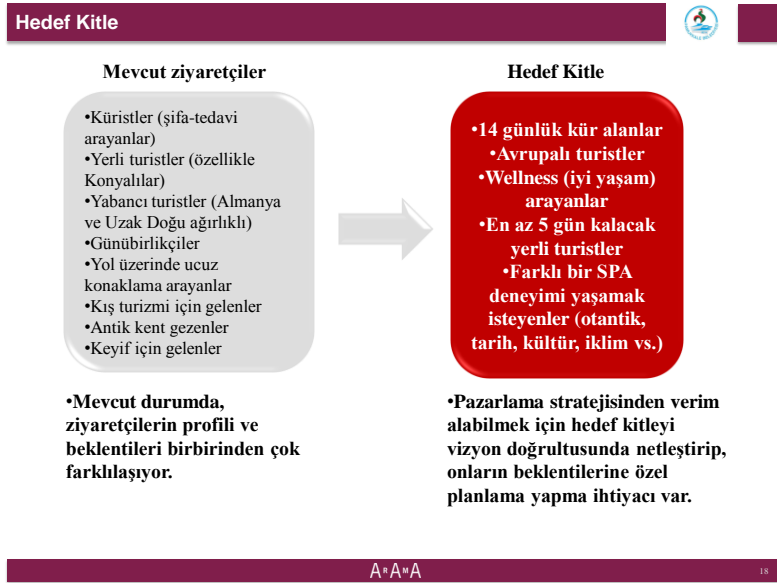 Hedef Kitle
Mevcut ziyaretçiler
•Küristler (şifa-tedavi
arayanlar)
•Yerli turistler (özellikle
Konyalılar)
•Yabancı turistler (Almanya
ve Uzak Doğu ağırlıklı)
•Günübirlikçiler
•Yol üzerinde ucuz
konaklama arayanlar
•Kış turizmi için gelenler
•Antik kent gezenler
•Keyif için gelenler
•Mevcut durumda,
ziyaretçilerin profili ve
beklentileri birbirinden çok
farklılaşıyor.
Hedef Kitle
•14 günlük kür alanlar
•Avrupalı turistler
•Wellness (iyi yaşam)
arayanlar
•En az 5 gün kalacak
yerli turistler
•Farklı bir SPA
deneyimi yaşamak
isteyenler (otantik,
tarih, kültür, iklim vs.)
•Pazarlama stratejisinden verim
alabilmek için hedef kitleyi
vizyon doğrultusunda netleştirip,
onların beklentilerine özel
planlama yapma ihtiyacı var.
ARAMA
18